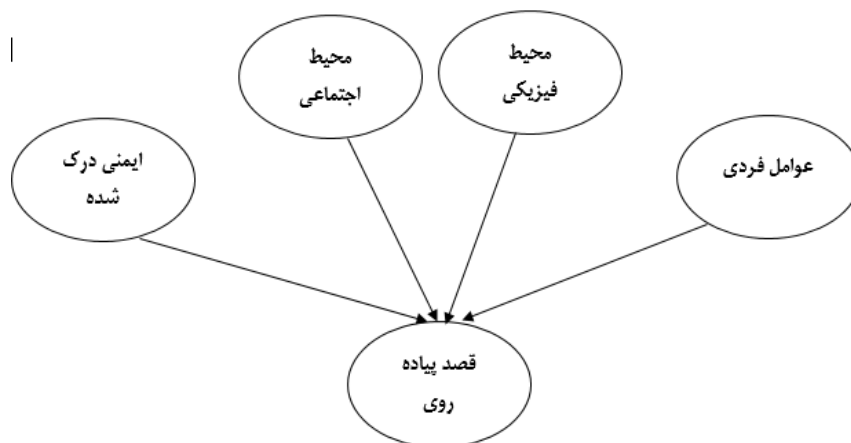 محیط
فیزیکی
محیط
اجتماعی
عوامل فردی
ایمنی درک
شده
قصد پیاده
روی